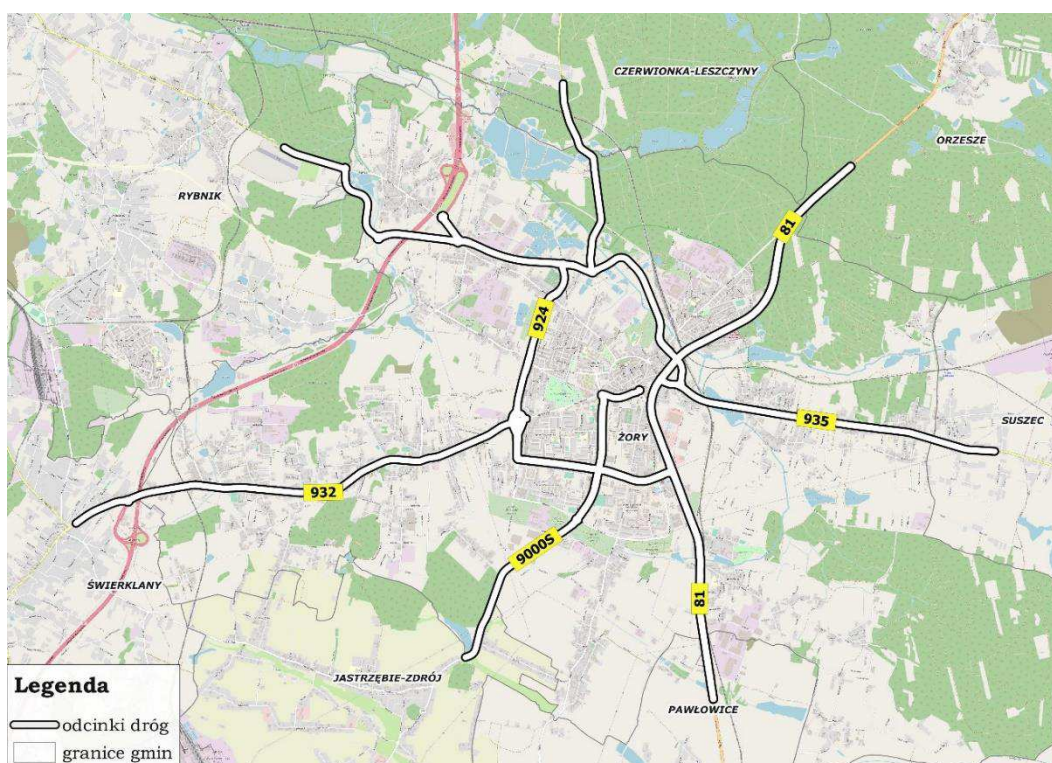 CZERWIONKA-LESZCZYNY
ORZESZE
RYBNIK
81
924
935
SUSZEC
ŻORY
932
9000S
ŚWIERKLANY
81
JASTRZĘBIE-ZDRÓJ
PAWŁOWICE
Legenda
odcinki dróg
granice gmin